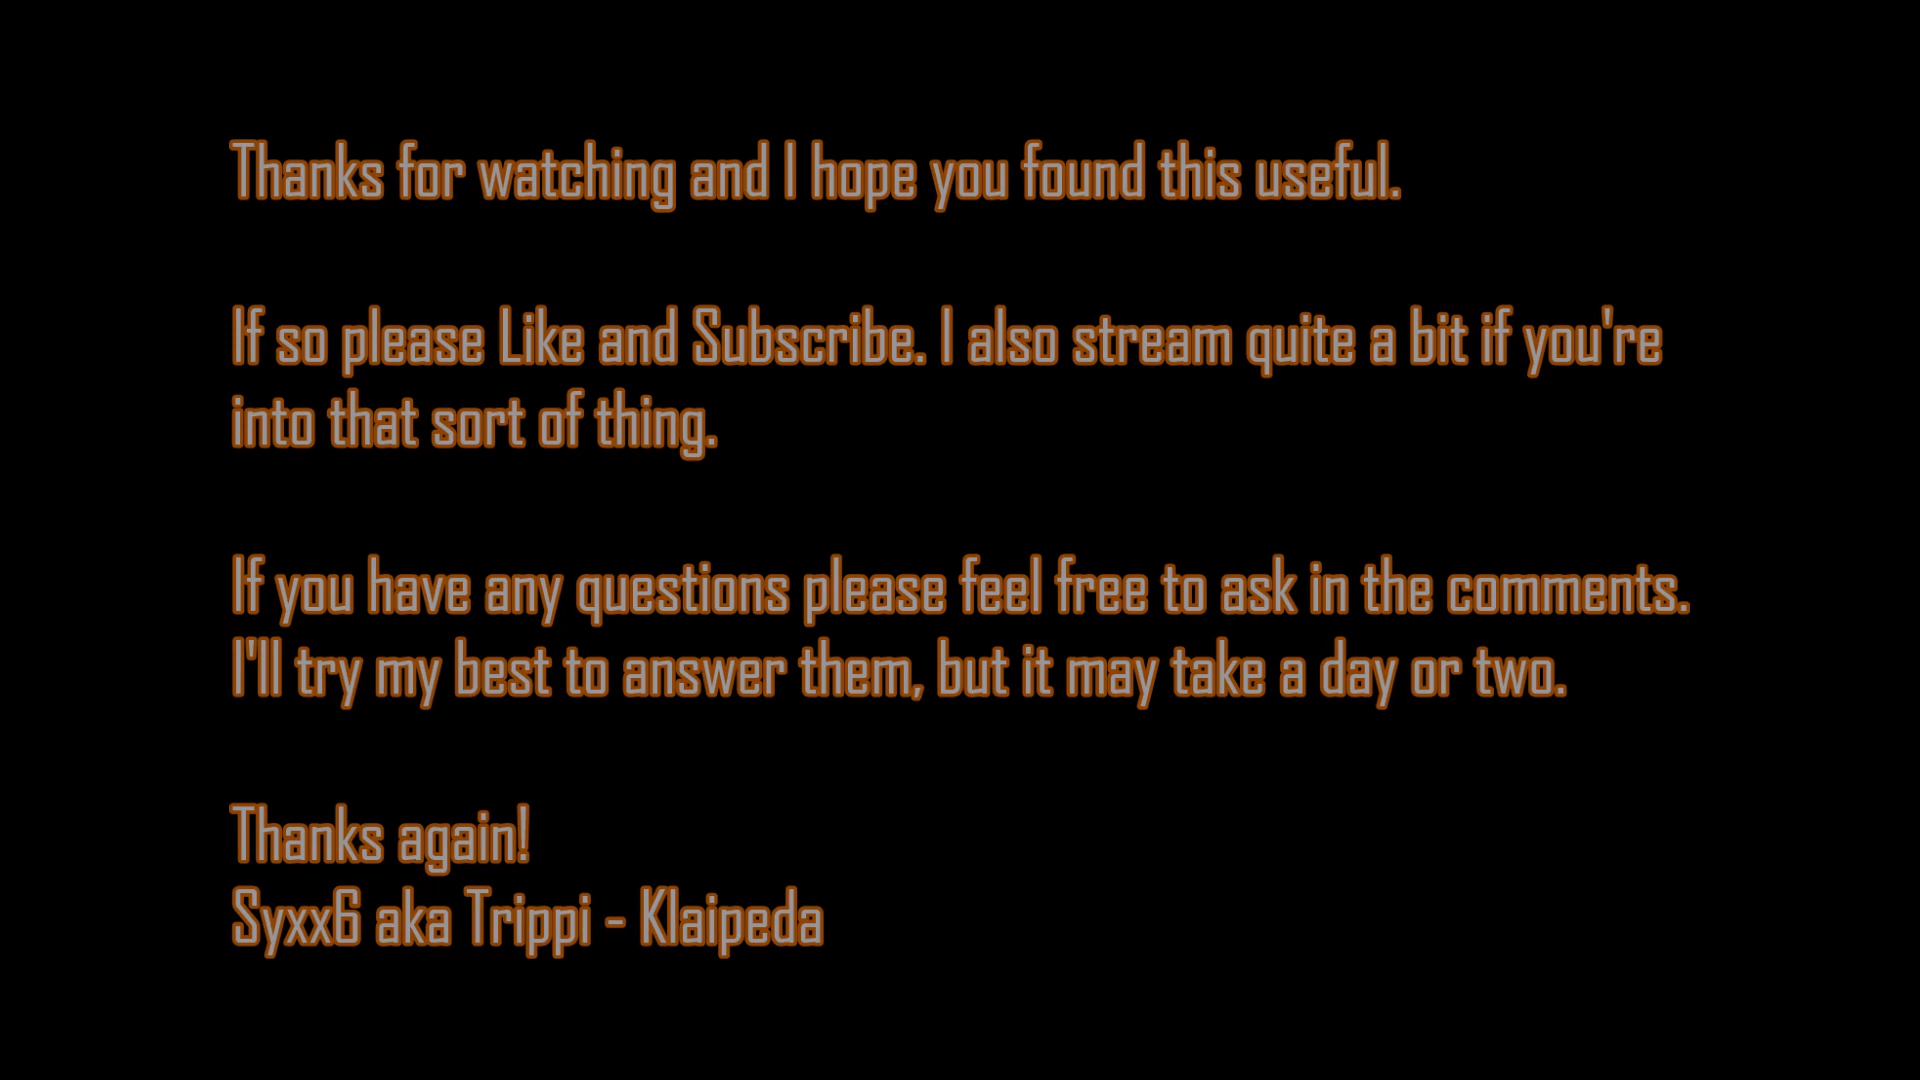 Thanks for watching and I hope you found this useful.
If so please Like and Subscribe. I also stream quite a bit if you're
into that sort of thing.
If you have any questions please feel free to ask in the comments.
I'll try my best to answer them, but it may take a day or two.
Thanks again!
Syxx6 aka Trippi - Klaipeda